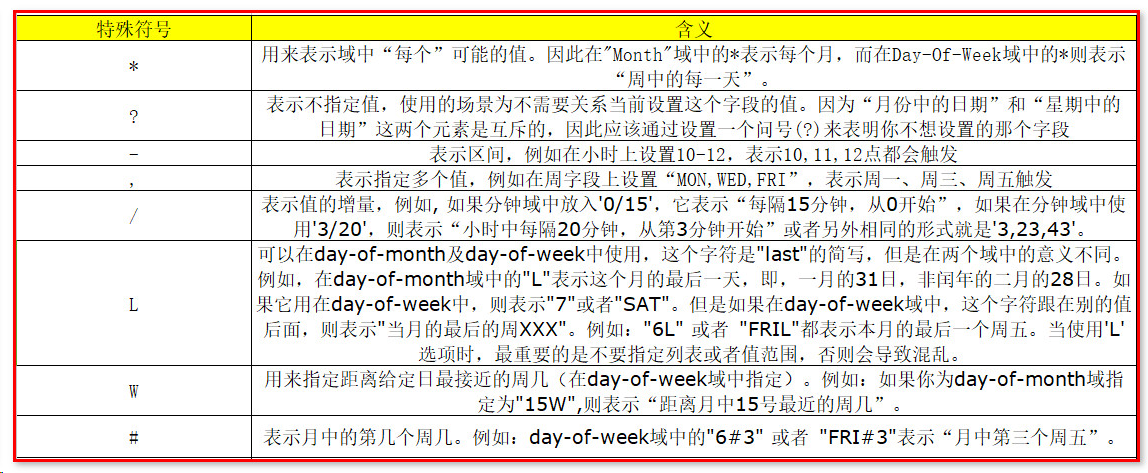 特殊符号 含义
* 用来表示域中“每个”可能的值。因此在"Month"域中的*表示每个月，而在Day-Of-Week域中的*则表示
“周中的每一天”。
? 表示不指定值，使用的场景为不需要关系当前设置这个字段的值。因为“月份中的日期”和“星期中的
日期”这两个元素是互斥的，因此应该通过设置一个问号(?)来表明你不想设置的那个字段
- 表示区间，例如在小时上设置10-12，表示10,11,12点都会触发
, 表示指定多个值，例如在周字段上设置“MON,WED,FRI”，表示周一、周三、周五触发
/ 表示值的增量，例如, 如果分钟域中放入'0/15'，它表示“每隔15分钟，从0开始”，如果在分钟域中使
用'3/20'，则表示“小时中每隔20分钟，从第3分钟开始”或者另外相同的形式就是'3,23,43'。
可以在day-of-month及day-of-week中使用，这个字符是"last"的简写，但是在两个域中的意义不同。
例如，在day-of-month域中的"L"表示这个月的最后一天，即，一月的31日，非闰年的二月的28日。如
L 果它用在day-of-week中，则表示"7"或者"SAT"。但是如果在day-of-week域中，这个字符跟在别的值
后面，则表示"当月的最后的周XXX"。例如："6L" 或者 "FRIL"都表示本月的最后一个周五。当使用'L'
选项时，最重要的是不要指定列表或者值范围，否则会导致混乱。
W 用来指定距离给定日最接近的周几（在day-of-week域中指定）。例如：如果你为day-of-month域指
定为"15W",则表示“距离月中15号最近的周几”。
# 表示月中的第几个周几。例如：day-of-week域中的"6#3" 或者 "FRI#3"表示“月中第三个周五”。